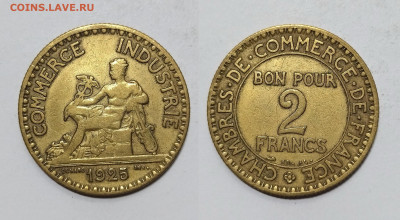 COINS.LAVE.RU
COMMERCE INDUSTRIE
1925
CHAMBRES·DE·COMMERCE·DE·FRANCE
BON POUR
2
FRANCS